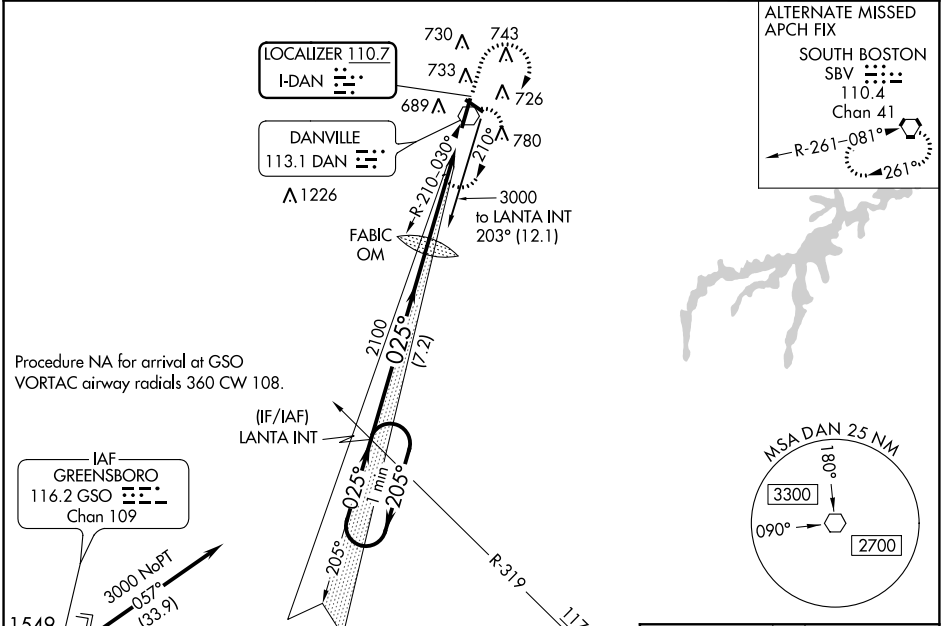 730
743
LOCALIZER 110.7
I-DAN
733
689
726
780
DANVILLE
113.1 DAN
1226
R-210-030°
210°
3000
to LANTA INT
203° (12.1)
FABIC
OM
ALTERNATE MISSED
APCH FIX
SOUTH BOSTON
SBV
110.4
Chan 41
R-261-081°
261°
2100
025°
(7.2)
Procedure NA for arrival at GSO
VORTAC airway radials 360 CW 108.
(IF/IAF)
LANTA INT
025°
1 min
205°
205°
IAF
GREENSBORO
116.2 GSO
Chan 109
3000 NoPT
057°
(33.9)
1549
R-319
117
MSA DAN 25 NM
180°
3300
090°
2700